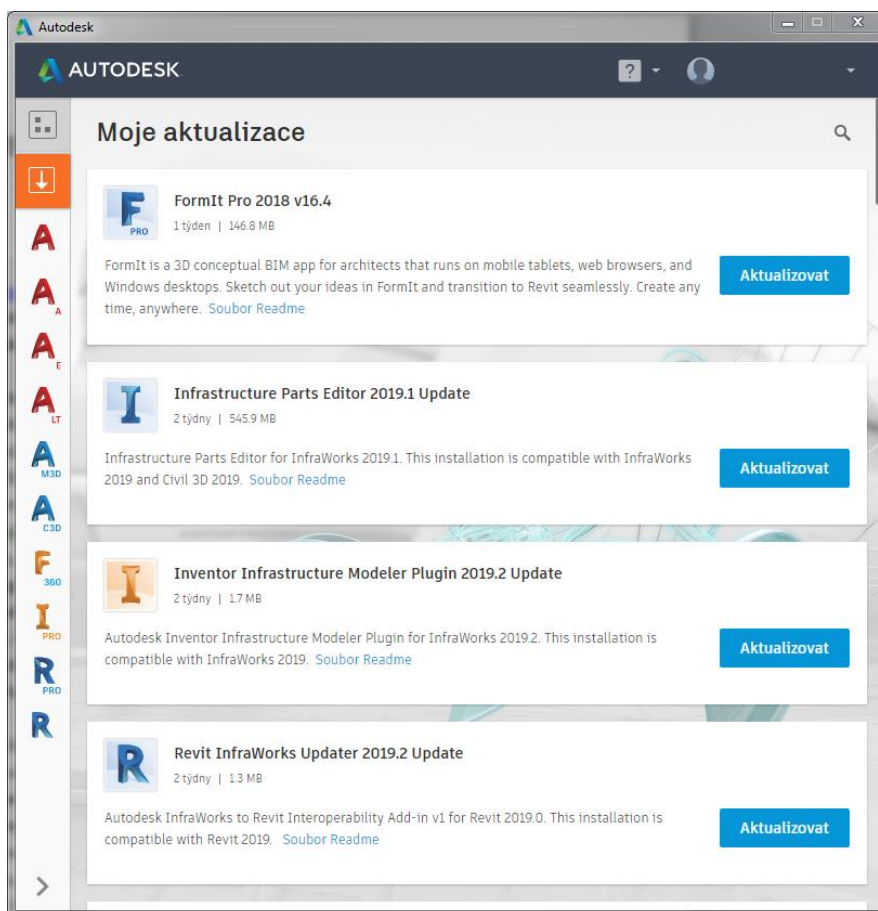 Autodesk
AUTODESK
?
Moje aktualizace
F PRO
FormIt Pro 2018 v16.4
1 týden | 146.8 MB
FormIt is a 3D conceptual BIM app for architects that runs on mobile tablets, web browsers, and
Windows desktops. Sketch out your ideas in FormIt and transition to Revit seamlessly. Create any
time, anywhere. Soubor Readme
Aktualizovat
A
A A
A E
A LT
A M3D
A C3D
F 360
I PRO
R PRO
R
I
Infrastructure Parts Editor 2019.1 Update
2 týdny | 545.9 MB
Infrastructure Parts Editor for InfraWorks 2019.1. This installation is compatible with InfraWorks
2019 and Civil 3D 2019. Soubor Readme
Aktualizovat
I
Inventor Infrastructure Modeler Plugin 2019.2 Update
2 týdny | 1.7 MB
Autodesk Inventor Infrastructure Modeler Plugin for InfraWorks 2019.2. This installation is
compatible with InfraWorks 2019. Soubor Readme
Aktualizovat
R
Revit InfraWorks Updater 2019.2 Update
2 týdny | 1.3 MB
Autodesk InfraWorks to Revit Interoperability Add-in v1 for Revit 2019.0. This installation is
compatible with Revit 2019. Soubor Readme
Aktualizovat